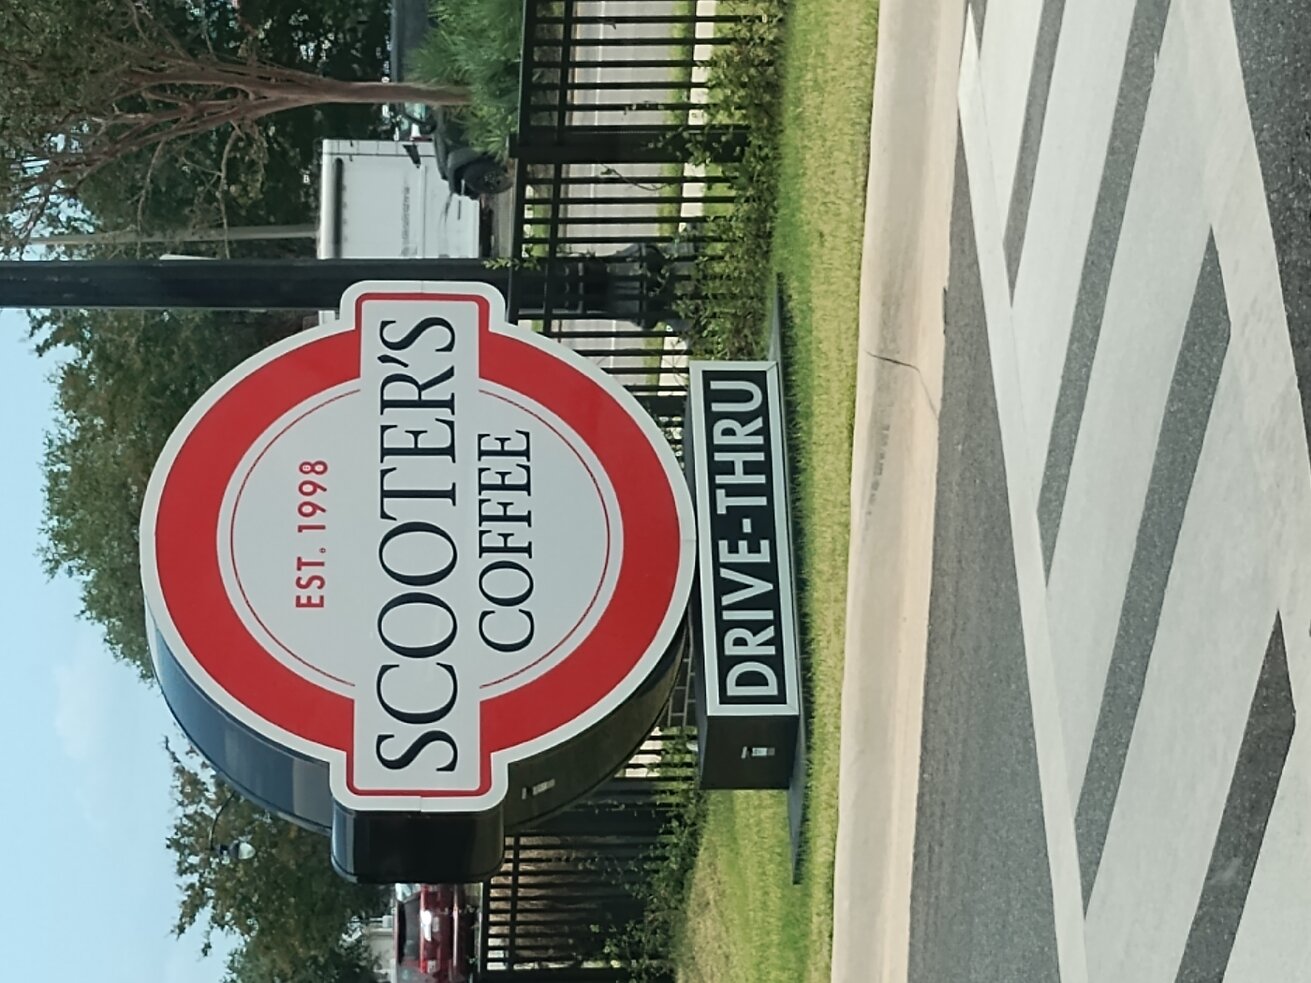 EST. 1998
SCOOTER'S
COFFEE
DRIVE-THRU